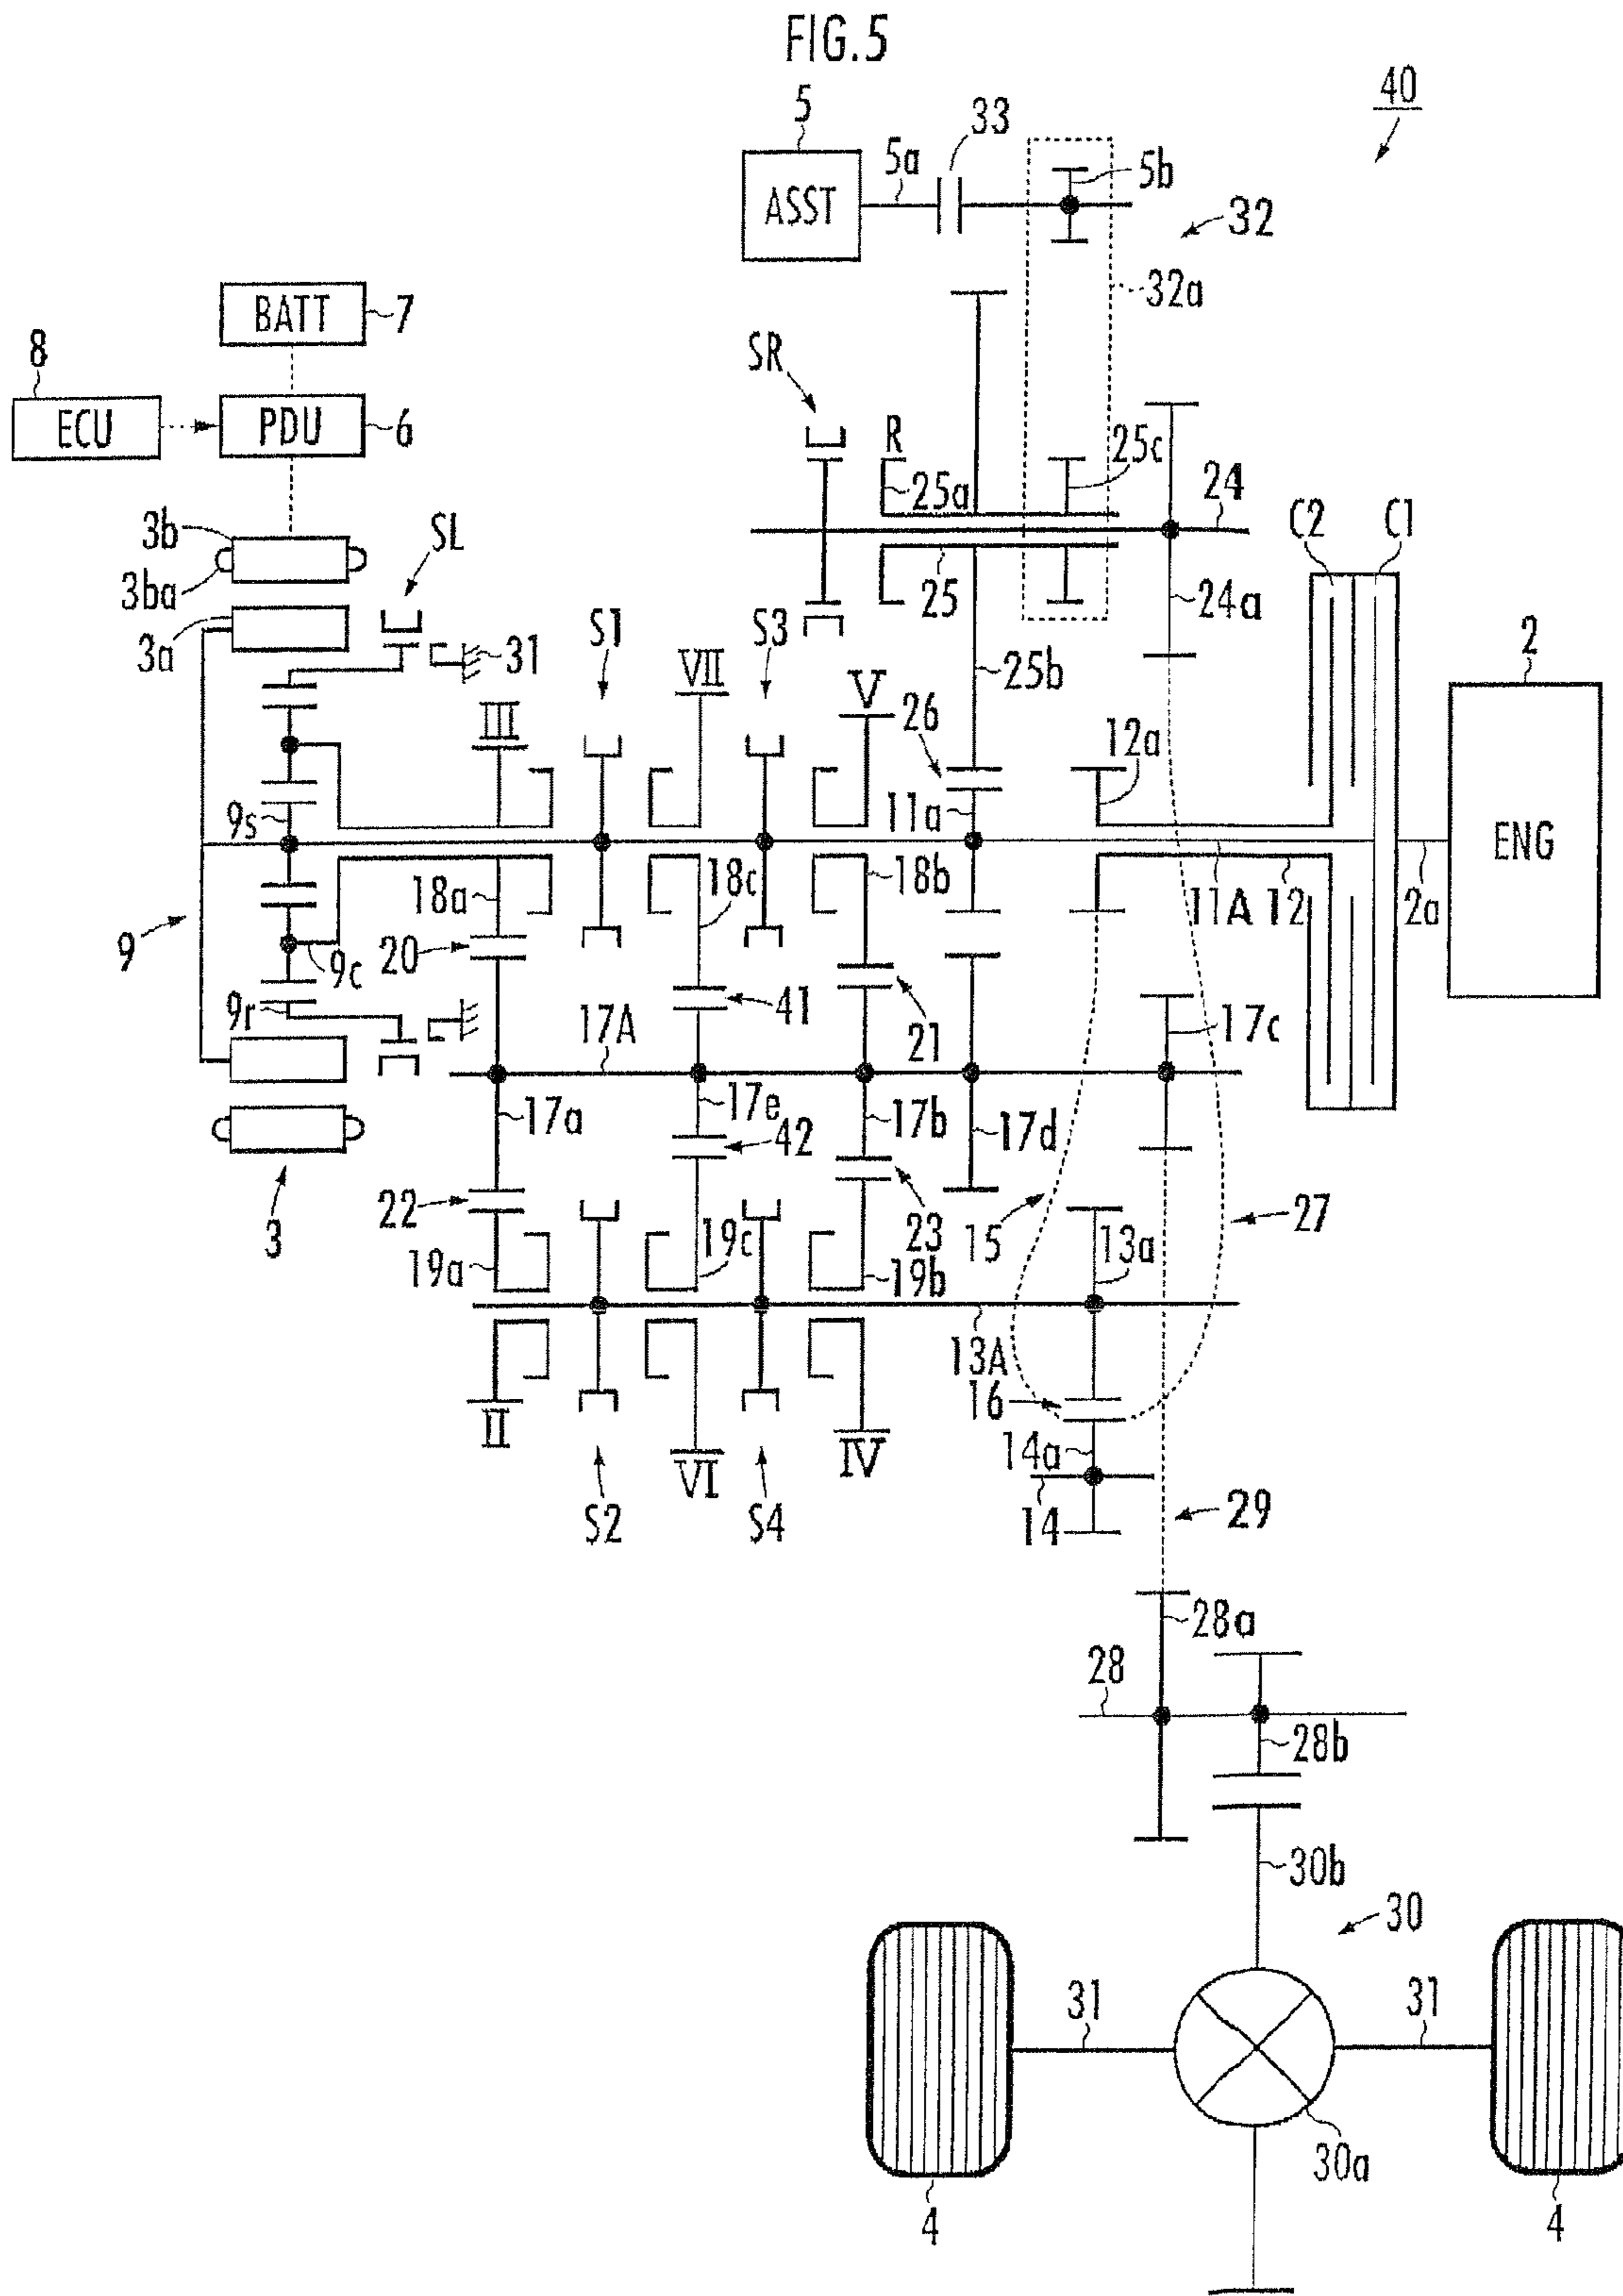 FIG.5
40
5
33
5a
5b
ASST
32
32a
BATT
7
8
SR
ECU
PDU
6
R
25c
25a
24
C2
C1
3b
SL
3ba
25
24a
3a
S1
S3
31
2
VII
25b
III
V
26
12a
9s
11a
ENG
18a
18c
18b
11A
12
2a
9
20
9c
9r
41
17A
21
17c
17a
17e
42
17b
17d
22
3
23
15
27
19a
19c
19b
13a
13A
16
II
VI
IV
14a
14
S2
S4
29
28a
28
28b
30b
30
31
31
30a
4
4